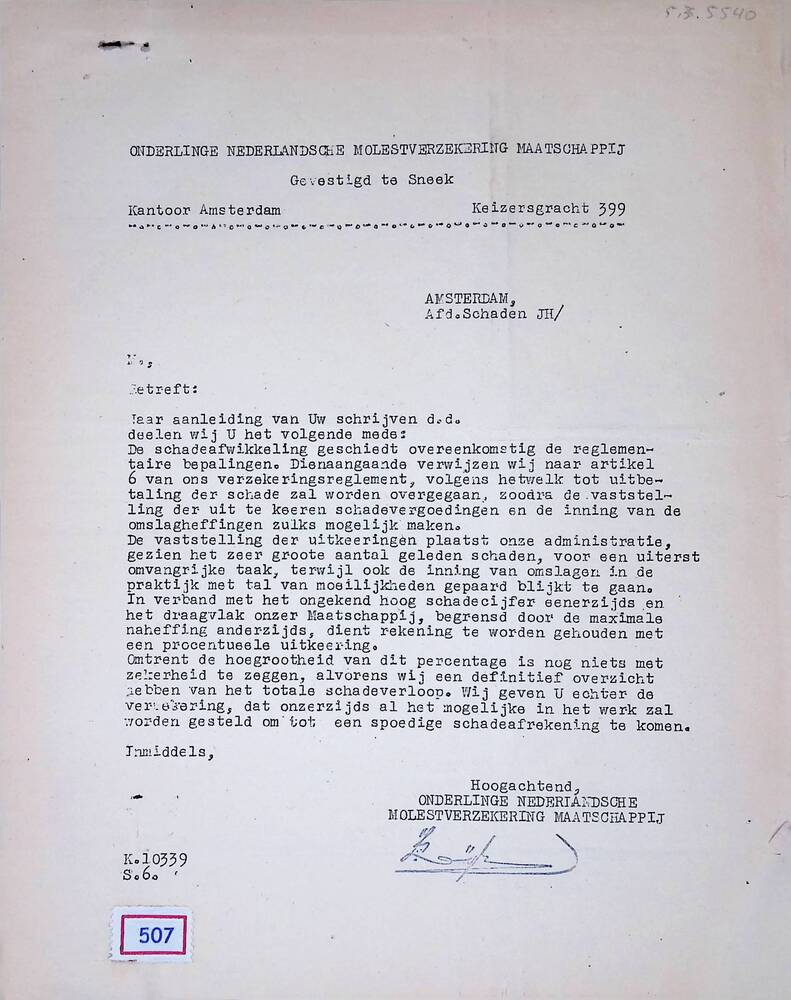 5.3.5540
ONDERLINGE NEDERLANDSCHE MOLESTVERZEKERING MAATSCHAPPIJ
Gevestigd te Sneek
Kantoor Amsterdam Keizersgracht 399
AMSTERDAM,
Afd.Schaden JH/
No,
Betreft:
Naar aanleiding van Uw schrijven d.d.
deelen wij U het volgende mede:
De schadeafwikkeling geschiedt overeenkomstig de reglemen-
taire bepalingen. Dienaangaande verwijzen wij naar artikel
6 van ons verzekeringsreglement, volgens hetwelk tot uitbe-
taling der schade zal worden overgegaan, zoodra de vaststel-
ling der uit te keeren schadevergoedingen en de inning van de
omslagheffingen zulks mogelijk maken.
De vaststelling der uitkeeringen plaatst onze administratie,
gezien het zeer groote aantal geleden schaden, voor een uiterst
omvangrijke taak, terwijl ook de inning van omslagen in de
praktijk met tal van moeilijkheden gepaard blijkt te gaan.
In verband met het ongekend hoog schadecijfer eenerzijds en
het draagvlak onzer Maatschappij, begrensd door de maximale
naheffing anderzijds, dient rekening te worden gehouden met
een procentueele uitkeering.
Omtrent de hoegrootheid van dit percentage is nog niets met
zekerheid te zeggen, alvorens wij een definitief overzicht
hebben van het totale schadeverloop. Wij geven U echter de
verzekering, dat onzerzijds al het mogelijke in het werk zal
worden gesteld om tot een spoedige schadeafrekening te komen.
Inmiddels,
Hoogachtend,
ONDERLINGE NEDERLANDSCHE
MOLESTVERZEKERING MAATSCHAPPIJ
K.10339
S.6.
507